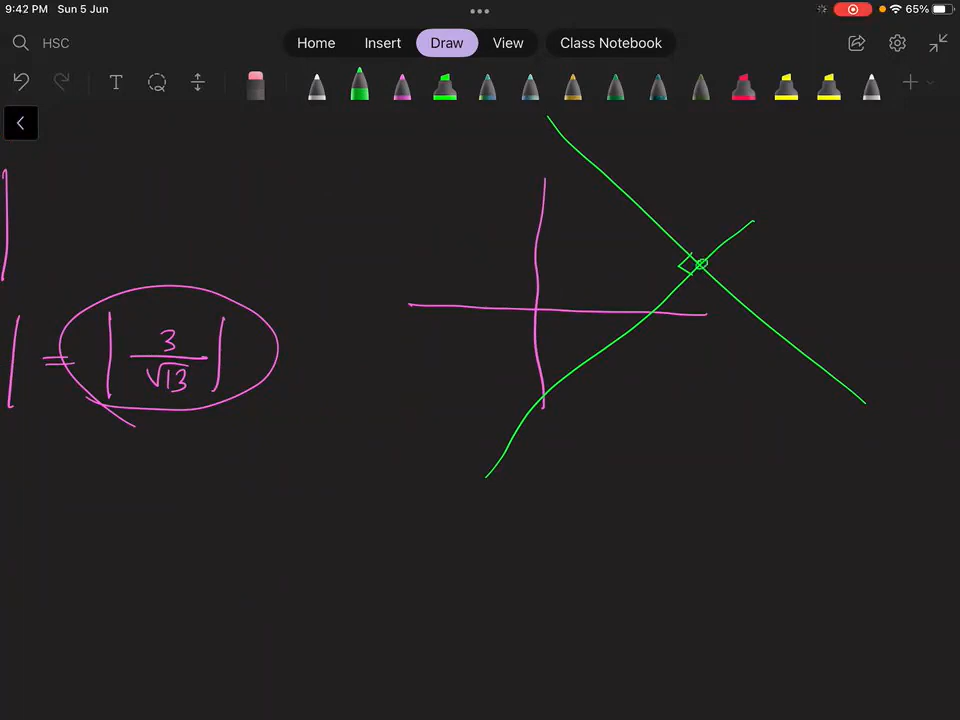 9:42 PM Sun 5 Jun
65%
HSC
Home Insert Draw View Class Notebook
T
= | 3/√13 |